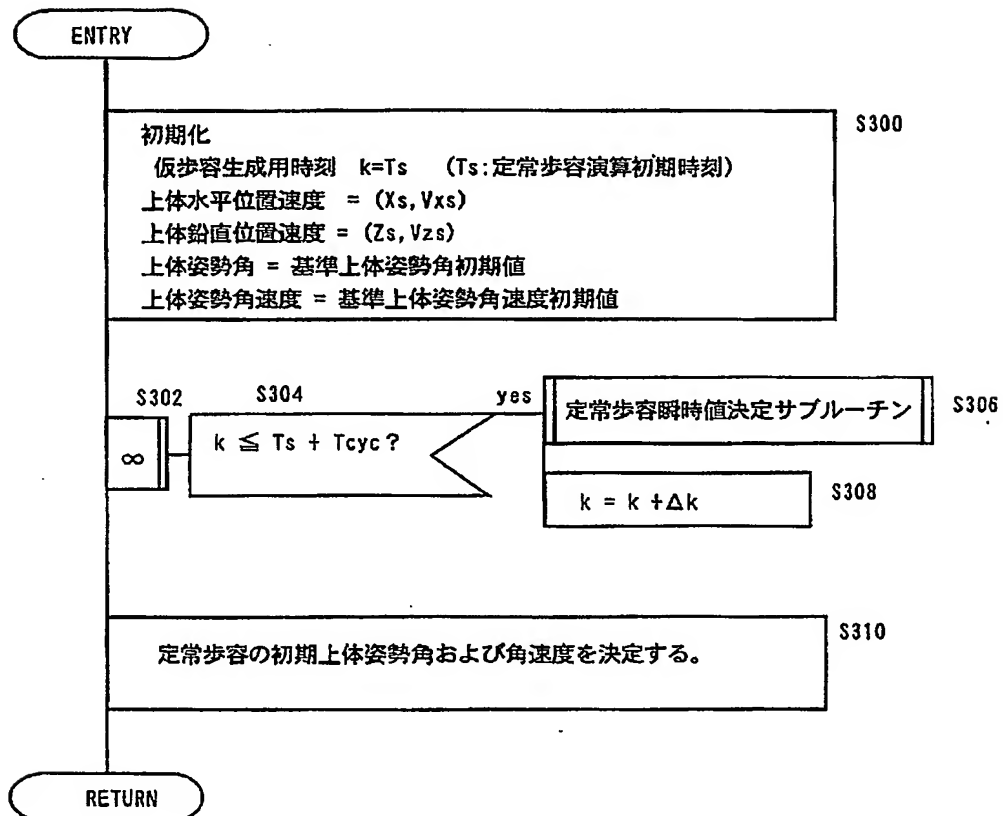 ENTRY
S300
初期化
仮歩容生成用時刻 k=Ts (Ts:定常歩容演算初期時刻)
上体水平位置速度 = (Xs,Vxs)
上体鉛直位置速度 = (Zs,Vzs)
上体姿勢角 = 基準上体姿勢角初期値
上体姿勢角速度 = 基準上体姿勢角速度初期値
S302
∞
S304
k ≦ Ts + Tcyc?
yes
定常歩容瞬時値決定サブルーチン
S306
k = k +Δk
S308
S310
定常歩容の初期上体姿勢角および角速度を決定する。
RETURN